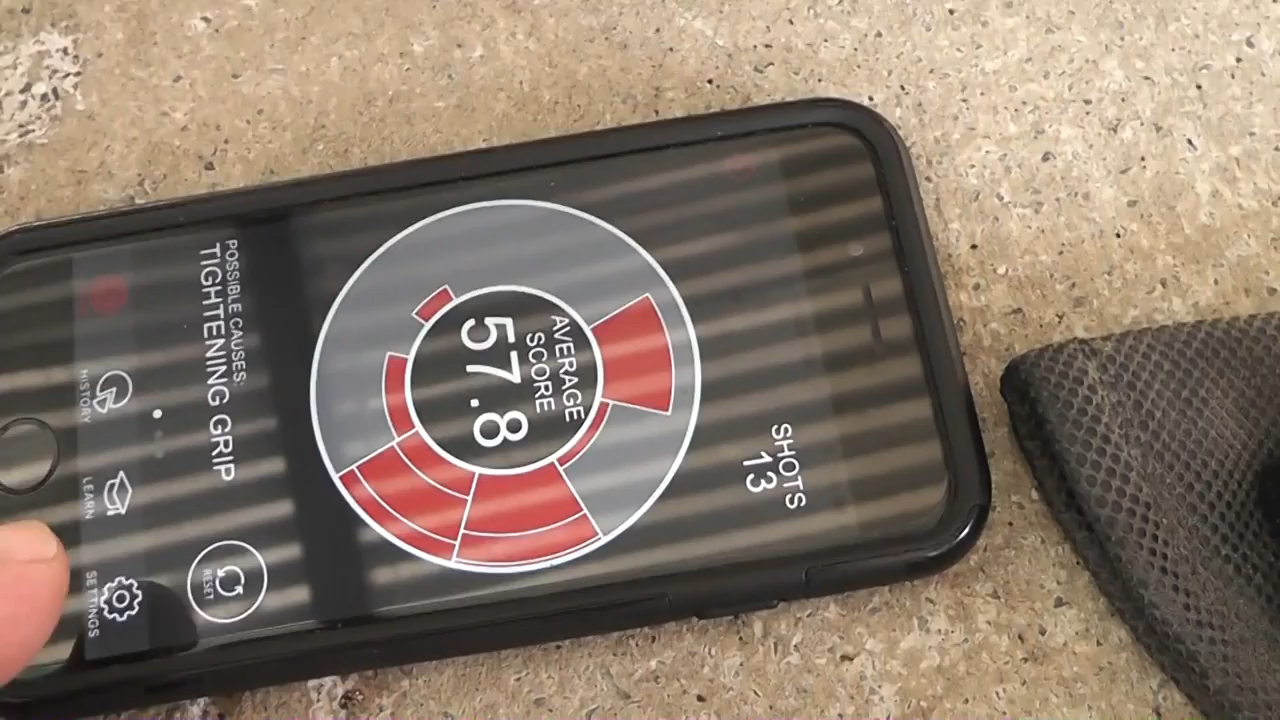 SHOTS
13
AVERAGE
SCORE
57.8
POSSIBLE CAUSES:
TIGHTENING GRIP
RESET
HISTORY
LEARN
SETTINGS